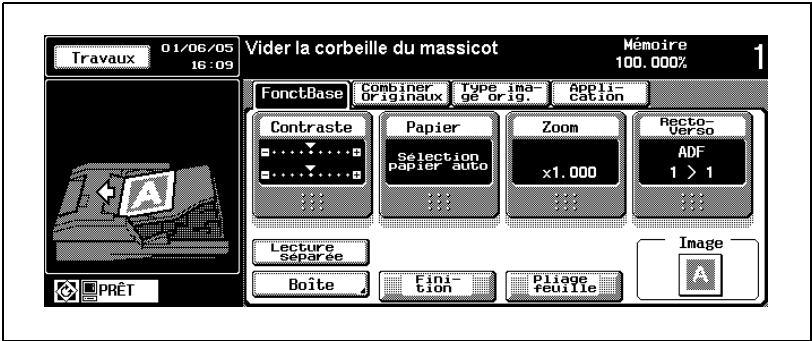 Travaux
01/06/05
16:09
Vider la corbeille du massicot
Mémoire
100.000%
1
FonctBase
Combiner
Originaux
Type ima-
ge orig.
Appli-
cation
Contraste
Papier
Zoom
Recto-
Verso
Sélection
papier auto
x1.000
ADF
1 > 1
Lecture
séparée
Image
A
A
Boîte
Fini-
tion
Pliage
feuille
PRÊT